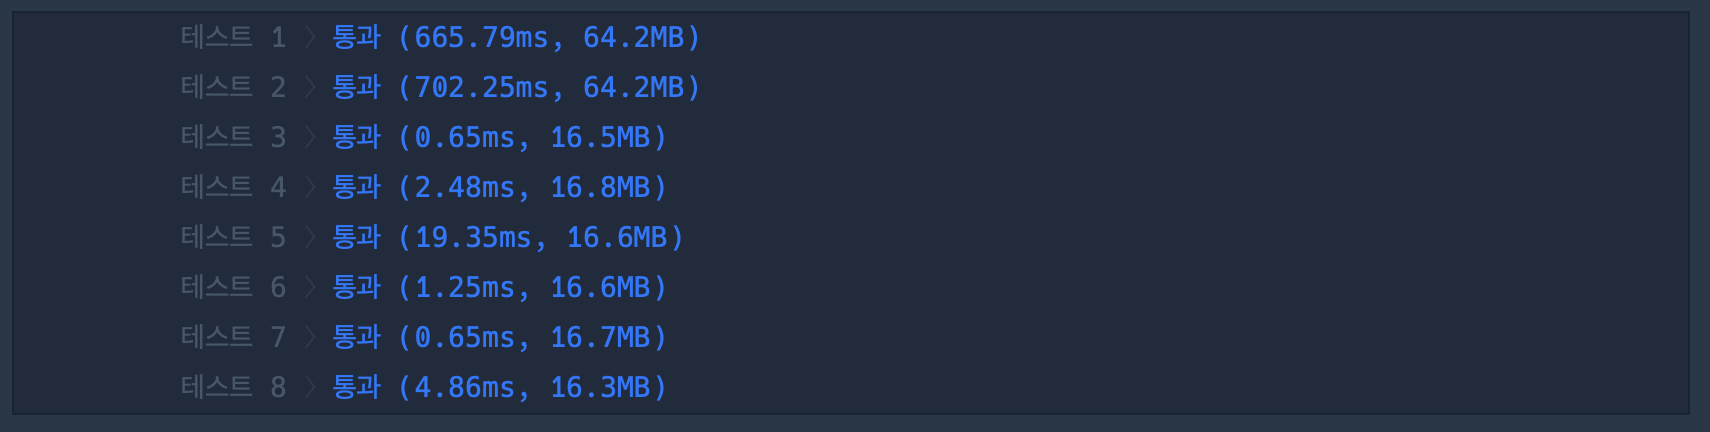 테스트 1 〉 통과 (665.79ms, 64.2MB)
테스트 2 〉 통과 (702.25ms, 64.2MB)
테스트 3 〉 통과 (0.65ms, 16.5MB)
테스트 4 〉 통과 (2.48ms, 16.8MB)
테스트 5 〉 통과 (19.35ms, 16.6MB)
테스트 6 〉 통과 (1.25ms, 16.6MB)
테스트 7 〉 통과 (0.65ms, 16.7MB)
테스트 8 〉 통과 (4.86ms, 16.3MB)